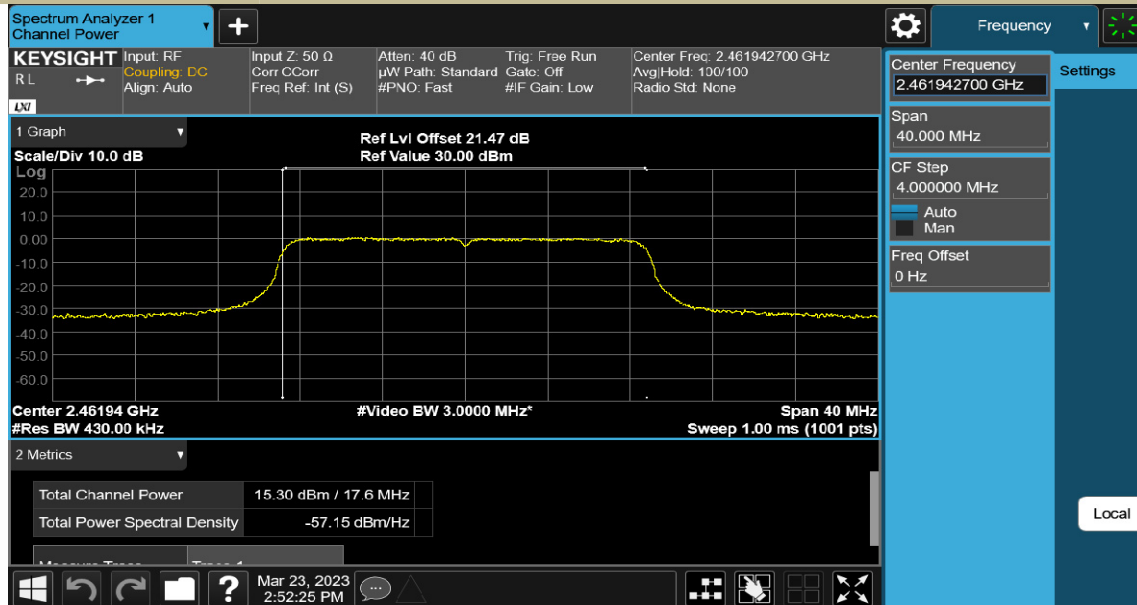 Spectrum Analyzer 1
Channel Power
Frequency
KEYSIGHT
R L
LXI
Input: RF
Coupling: DC
Align: Auto
Input Z: 50 Ω
Corr CCorr
Freq Ref: Int (S)
Atten: 40 dB
µW Path: Standard
#PNO: Fast
Trig: Free Run
Gate: Off
#IF Gain: Low
Center Freq: 2.461942700 GHz
Avg|Hold: 100/100
Radio Std: None
Center Frequency
2.461942700 GHz
Settings
Span
40.000 MHz
CF Step
4.000000 MHz
Auto
Man
Freq Offset
0 Hz
Local
1 Graph
Scale/Div 10.0 dB
Ref Lvl Offset 21.47 dB
Ref Value 30.00 dBm
Log
20.0
10.0
0.00
-10.0
-20.0
-30.0
-40.0
-50.0
-60.0
Center 2.46194 GHz
#Video BW 3.0000 MHz*
Span 40 MHz
#Res BW 430.00 kHz
Sweep 1.00 ms (1001 pts)
2 Metrics
Total Channel Power 15.30 dBm / 17.6 MHz
Total Power Spectral Density -57.15 dBm/Hz
Measure Trace Trace 1
?
Mar 23, 2023
2:52:25 PM